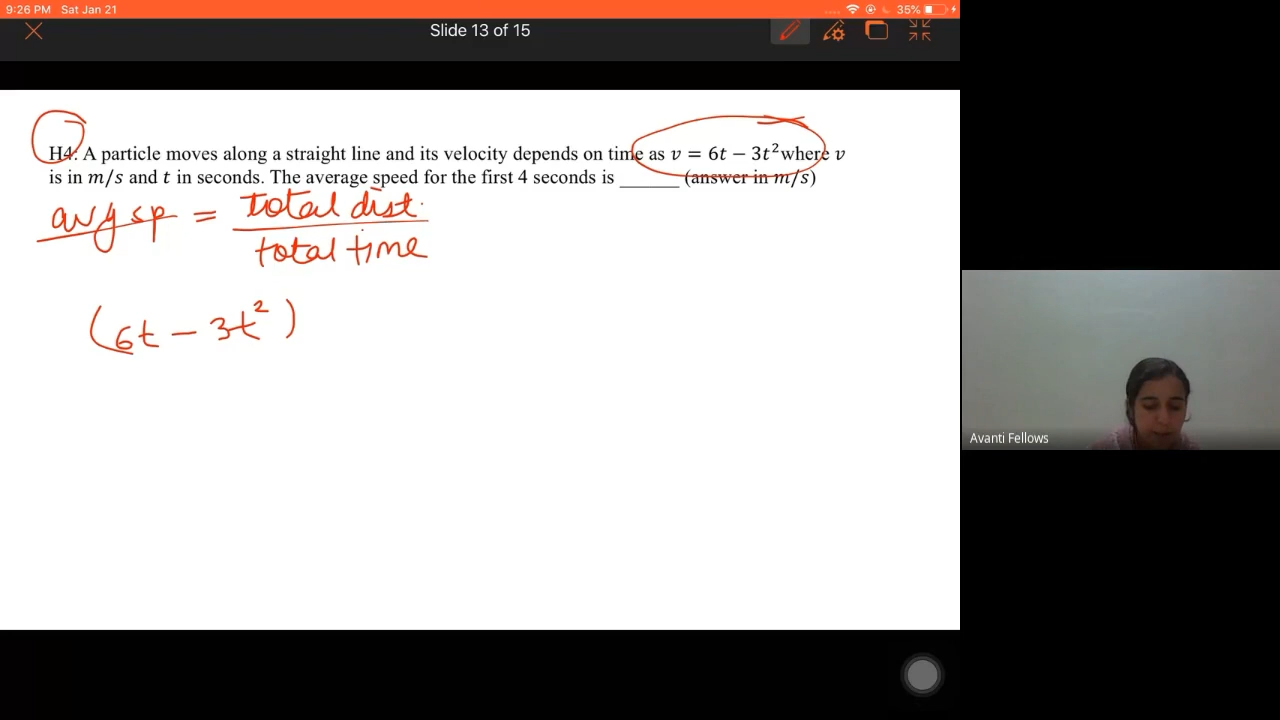 9:26 PM Sat Jan 21 35%
Slide 13 of 15
H4: A particle moves along a straight line and its velocity depends on time as v = 6t − 3t² where v
is in m/s and t in seconds. The average speed for the first 4 seconds is ______ (answer in m/s)
avg sp = total dist.
total time
(6t − 3t²)
Avanti Fellows